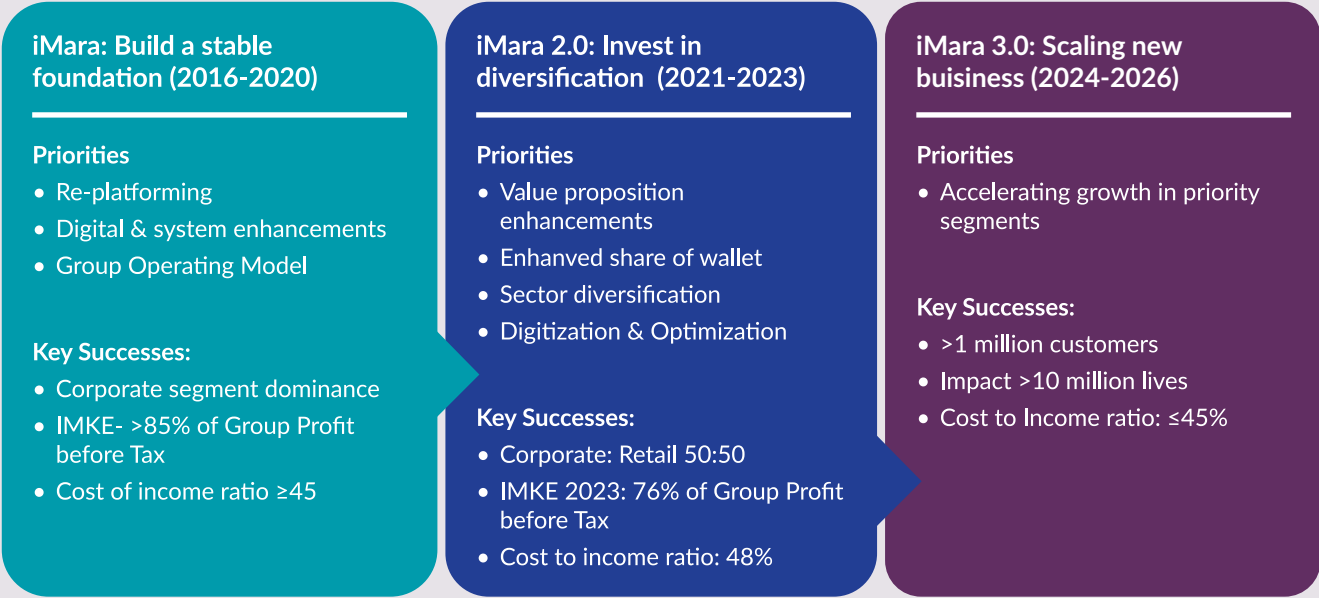 iMara: Build a stable
foundation (2016-2020)
Priorities
• Re-platforming
• Digital & system enhancements
• Group Operating Model
Key Successes:
• Corporate segment dominance
• IMKE- >85% of Group Profit
before Tax
• Cost of income ratio ≥45
iMara 2.0: Invest in
diversification (2021-2023)
Priorities
• Value proposition
enhancements
• Enhanved share of wallet
• Sector diversification
• Digitization & Optimization
Key Successes:
• Corporate: Retail 50:50
• IMKE 2023: 76% of Group Profit
before Tax
• Cost to income ratio: 48%
iMara 3.0: Scaling new
buisiness (2024-2026)
Priorities
• Accelerating growth in priority
segments
Key Successes:
• >1 million customers
• Impact >10 million lives
• Cost to Income ratio: ≤45%